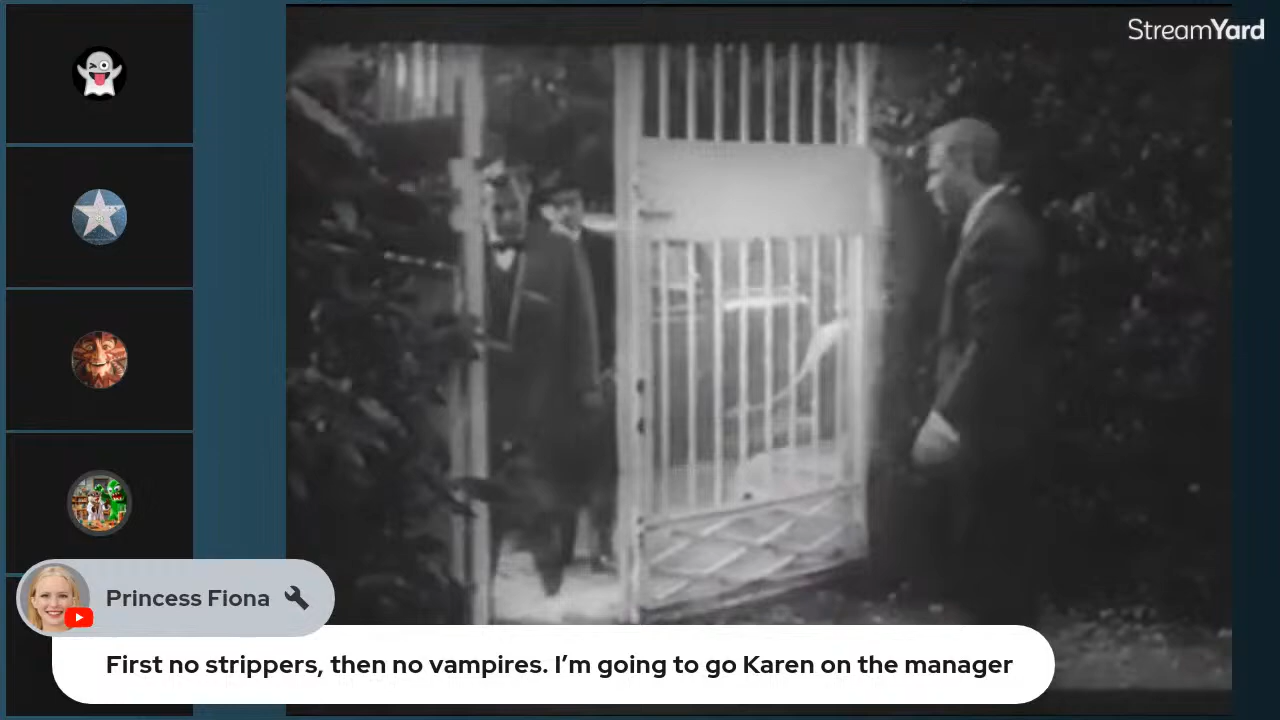 StreamYard
Princess Fiona
First no strippers, then no vampires. I’m going to go Karen on the manager